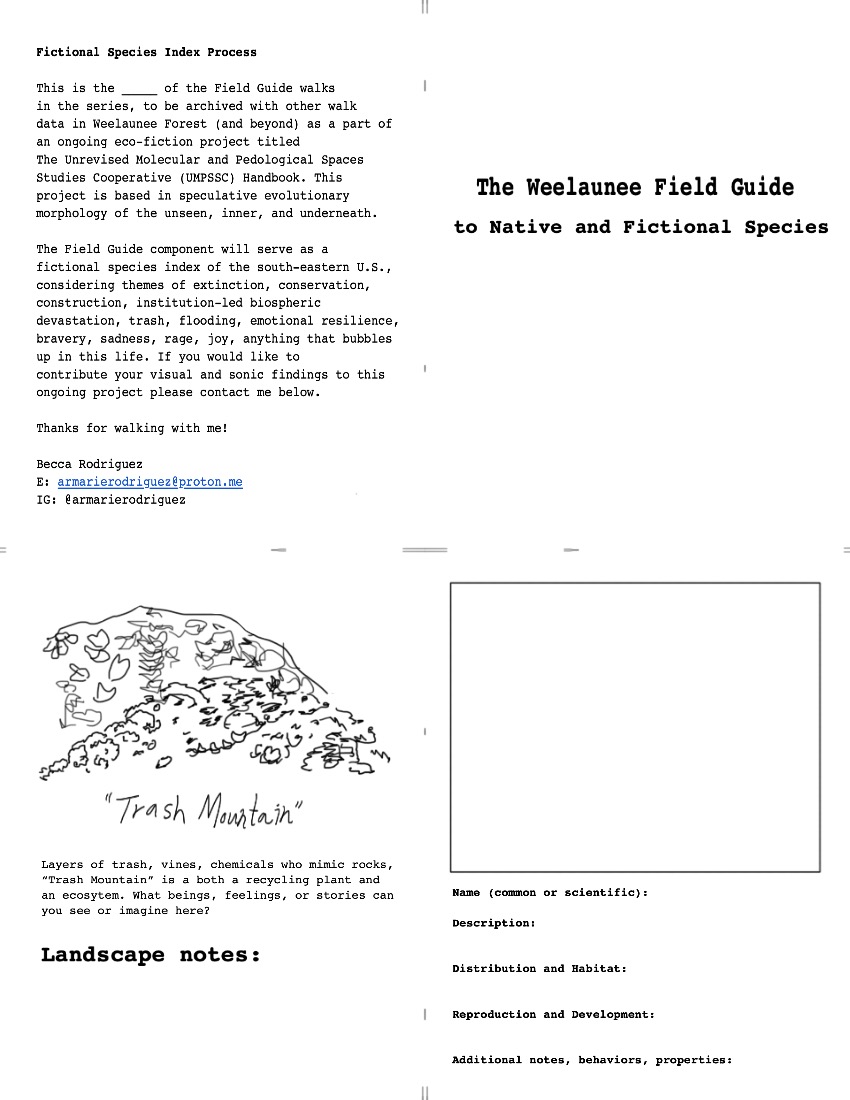 Fictional Species Index Process
This is the _____ of the Field Guide walks
in the series, to be archived with other walk
data in Weelaunee Forest (and beyond) as a part of
an ongoing eco-fiction project titled
The Unrevised Molecular and Pedological Spaces
Studies Cooperative (UMPSSC) Handbook. This
project is based in speculative evolutionary
morphology of the unseen, inner, and underneath.
The Field Guide component will serve as a
fictional species index of the south-eastern U.S.,
considering themes of extinction, conservation,
construction, institution-led biospheric
devastation, trash, flooding, emotional resilience,
bravery, sadness, rage, joy, anything that bubbles
up in this life. If you would like to
contribute your visual and sonic findings to this
ongoing project please contact me below.
Thanks for walking with me!
Becca Rodriguez
E: armarierodriguez@proton.me
IG: @armarierodriguez
The Weelaunee Field Guide
to Native and Fictional Species
"Trash Mountain"
Layers of trash, vines, chemicals who mimic rocks,
“Trash Mountain” is a both a recycling plant and
an ecosytem. What beings, feelings, or stories can
you see or imagine here?
Landscape notes:
Name (common or scientific):
Description:
Distribution and Habitat:
Reproduction and Development:
Additional notes, behaviors, properties: